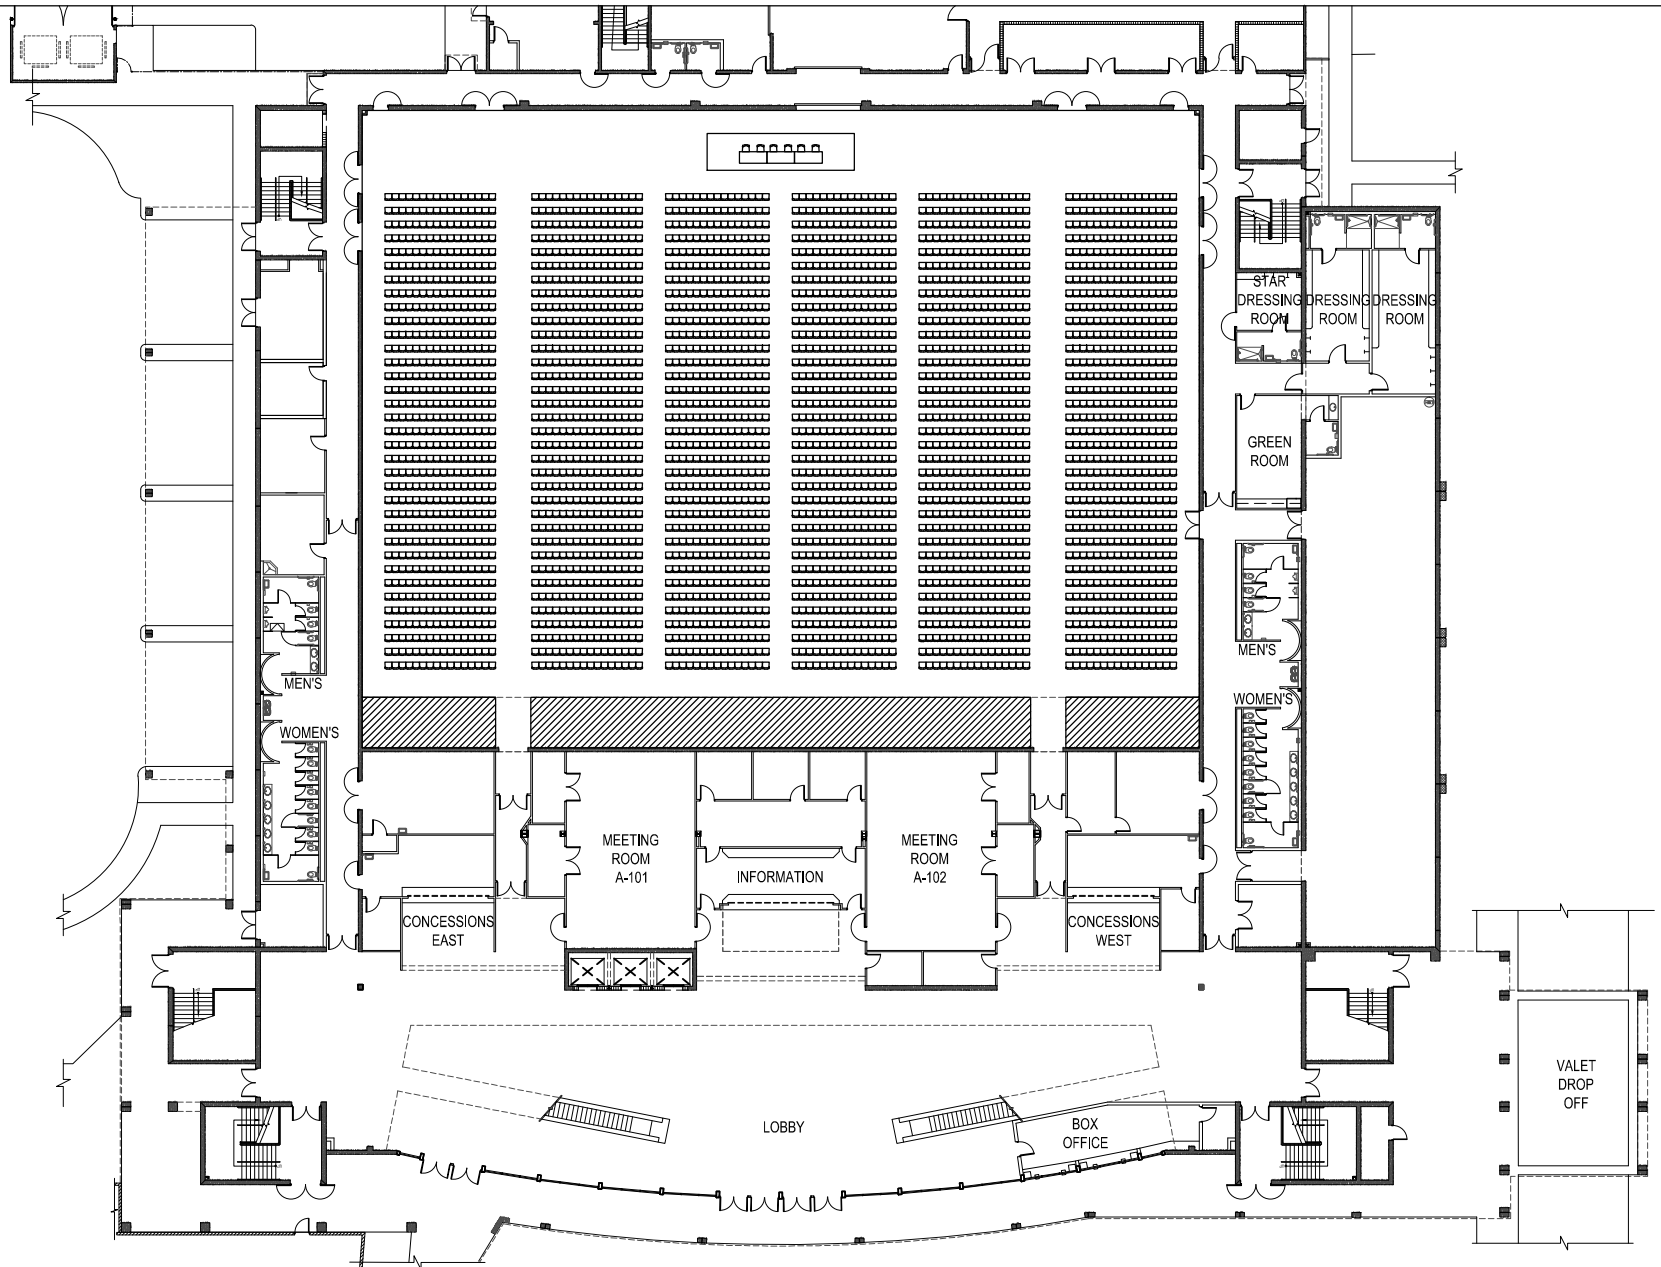 STAR
DRESSING
ROOM
DRESSING
ROOM
DRESSING
ROOM
GREEN
ROOM
MEN'S
WOMEN'S
MEN'S
WOMEN'S
MEETING
ROOM
A-101
INFORMATION
MEETING
ROOM
A-102
CONCESSIONS
EAST
CONCESSIONS
WEST
LOBBY
BOX
OFFICE
VALET
DROP
OFF